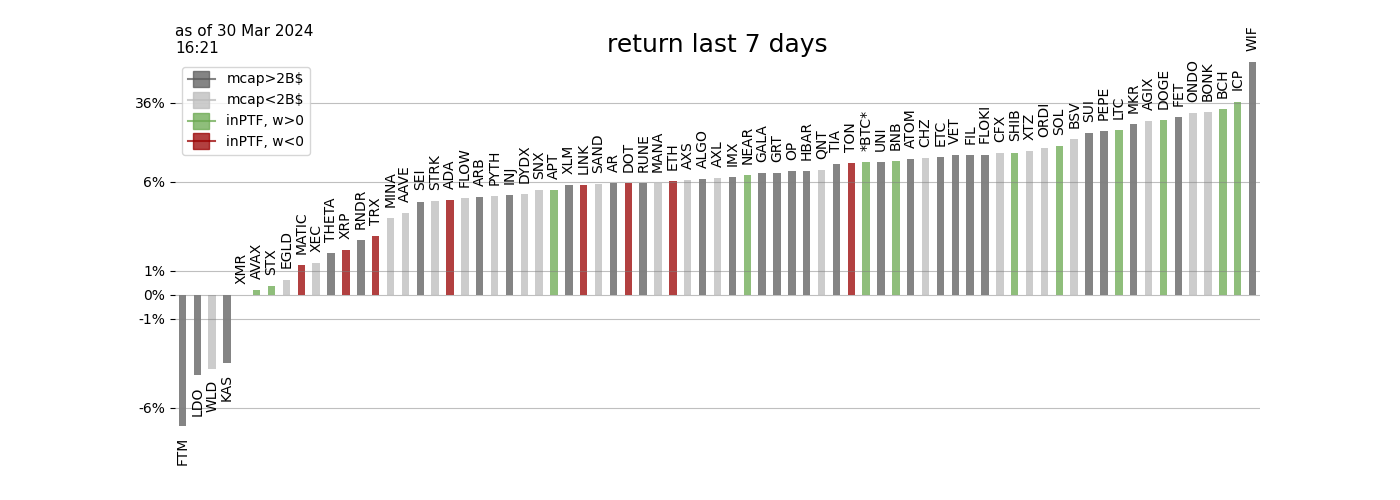 as of 30 Mar 2024
16:21
return last 7 days
mcap>2B$
mcap<2B$
inPTF, w>0
inPTF, w<0
36%
6%
1%
0%
-1%
-6%
FTM
LDO
WLD
KAS
XMR
AVAX
STX
EGLD
MATIC
XEC
THETA
XRP
RNDR
TRX
MINA
AAVE
SEI
STRK
ADA
FLOW
ARB
PYTH
INJ
DYDX
SNX
APT
XLM
LINK
SAND
AR
DOT
RUNE
MANA
ETH
AXS
ALGO
AXL
IMX
NEAR
GALA
GRT
OP
HBAR
QNT
TIA
TON
*BTC*
UNI
BNB
ATOM
CHZ
ETC
VET
FIL
FLOKI
CFX
SHIB
XTZ
ORDI
SOL
BSV
SUI
PEPE
LTC
MKR
AGIX
DOGE
FET
ONDO
BONK
BCH
ICP
WIF